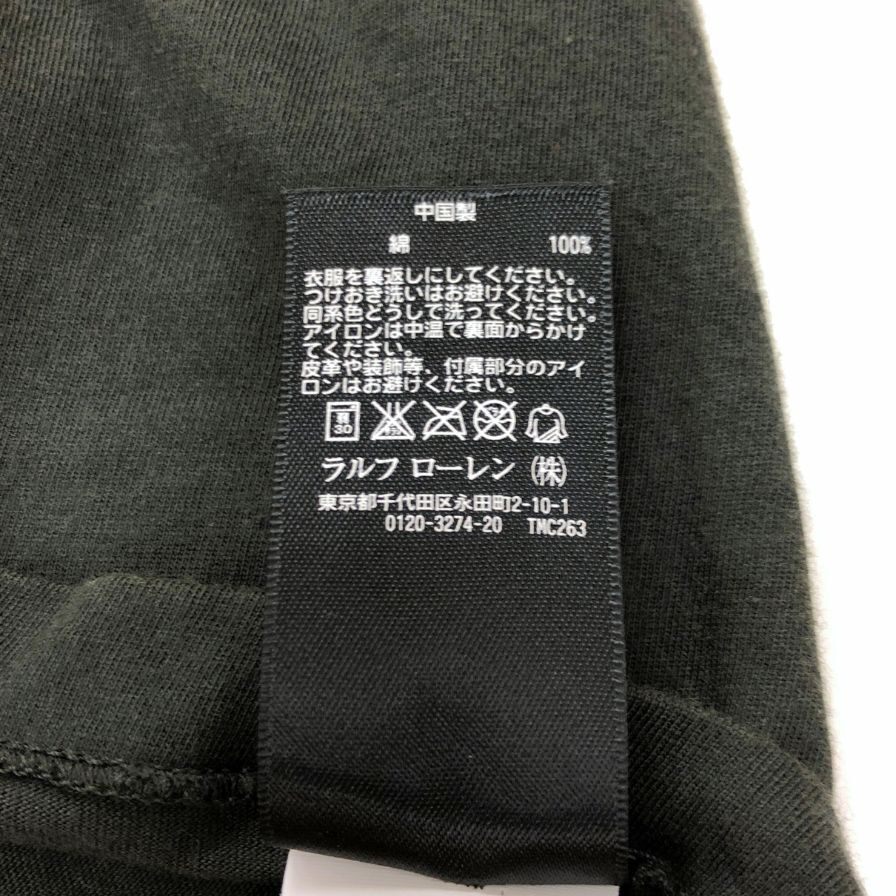 中国製
綿 100%
衣服を裏返しにしてください。
つけおき洗いはお避けください。
同系色どうしで洗ってください。
アイロンは中温で裏面からかけ
てください。
皮革や装飾等、付属部分のアイ
ロンはお避けください。
弱 30
ラルフ ローレン (株)
東京都千代田区永田町2-10-1
0120-3274-20 TMC263